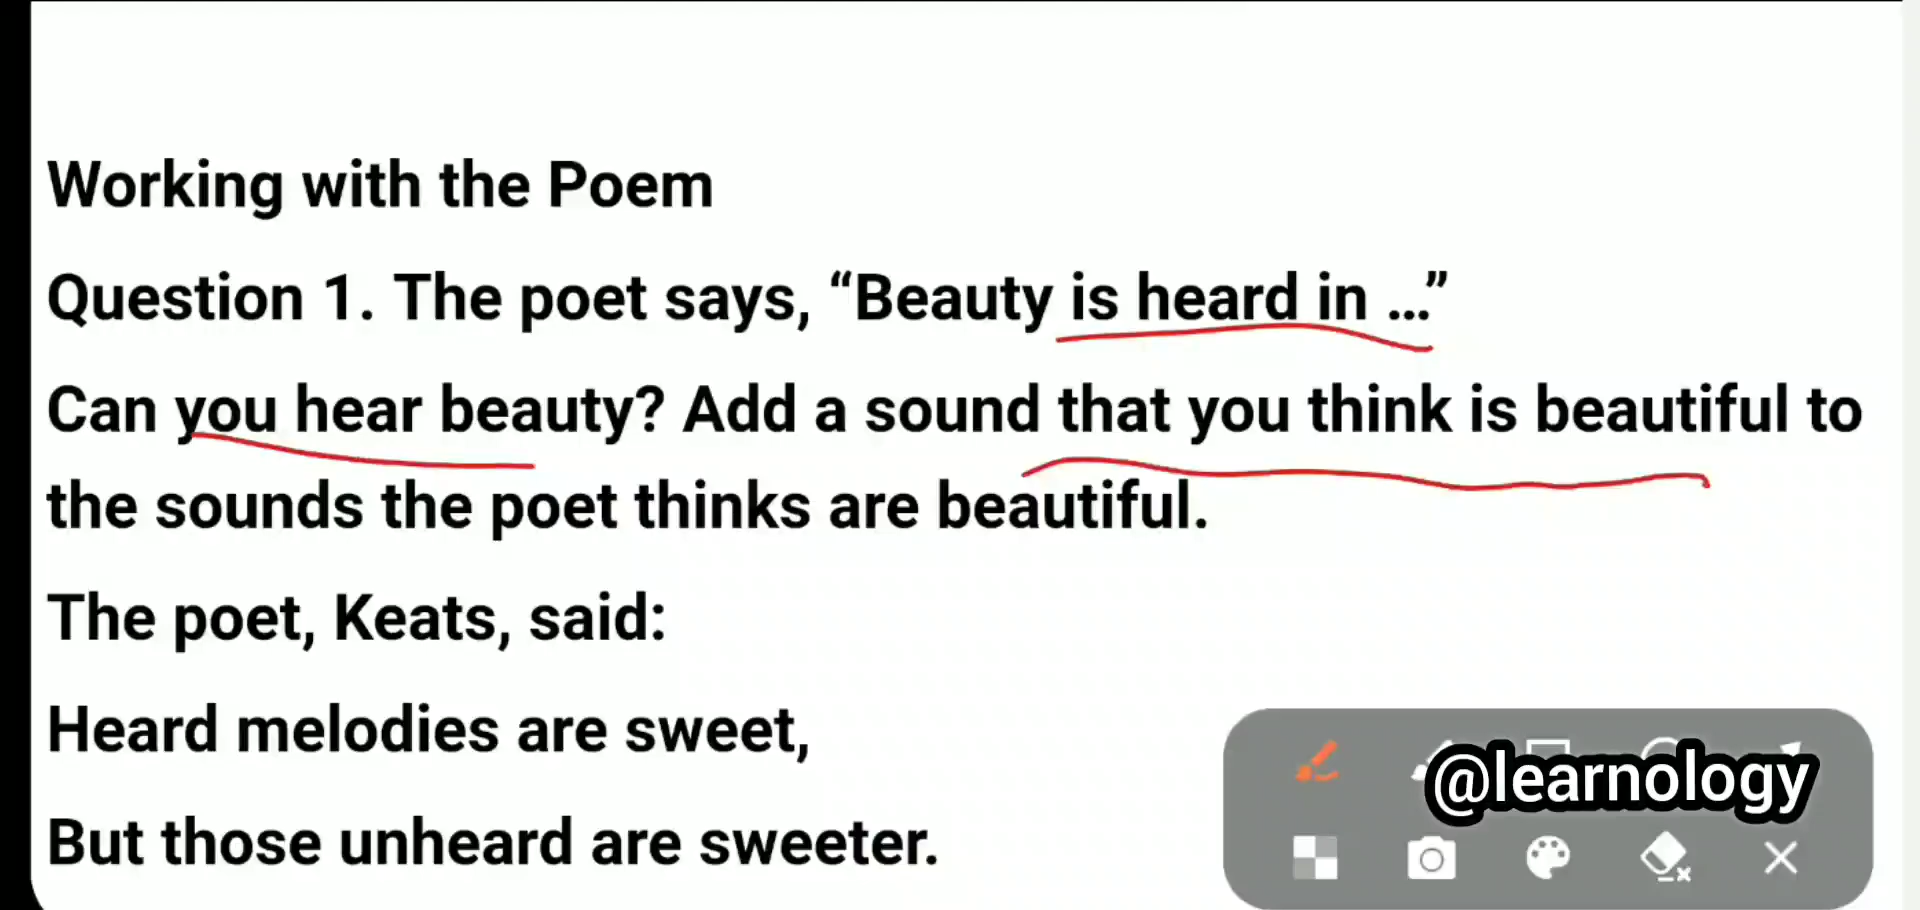 Working with the Poem
Question 1. The poet says, “Beauty is heard in ...”
Can you hear beauty? Add a sound that you think is beautiful to
the sounds the poet thinks are beautiful.
The poet, Keats, said:
Heard melodies are sweet,
But those unheard are sweeter.
@learnology